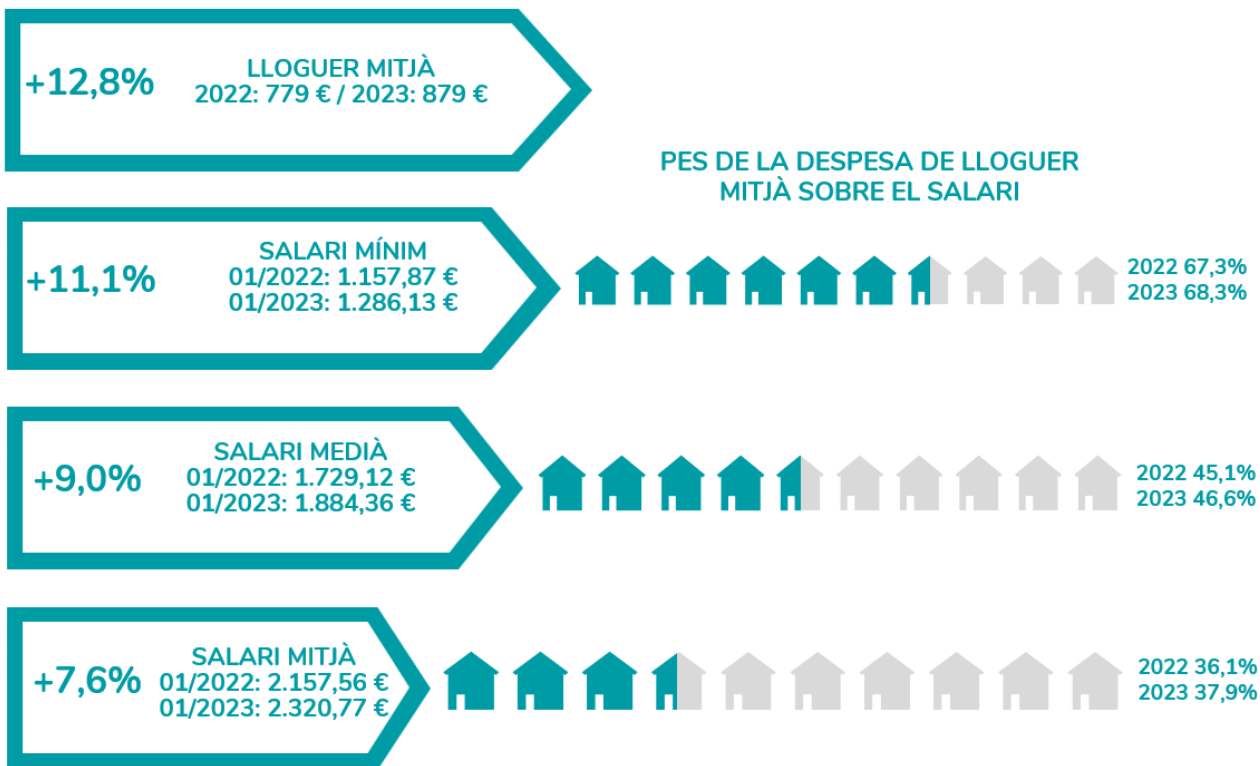 +12,8%
LLOGUER MITJÀ
2022: 779 € / 2023: 879 €
PES DE LA DESPESA DE LLOGUER
MITJÀ SOBRE EL SALARI
+11,1%
SALARI MÍNIM
01/2022: 1.157,87 €
01/2023: 1.286,13 €
2022 67,3%
2023 68,3%
+9,0%
SALARI MEDIÀ
01/2022: 1.729,12 €
01/2023: 1.884,36 €
2022 45,1%
2023 46,6%
+7,6%
SALARI MITJÀ
01/2022: 2.157,56 €
01/2023: 2.320,77 €
2022 36,1%
2023 37,9%